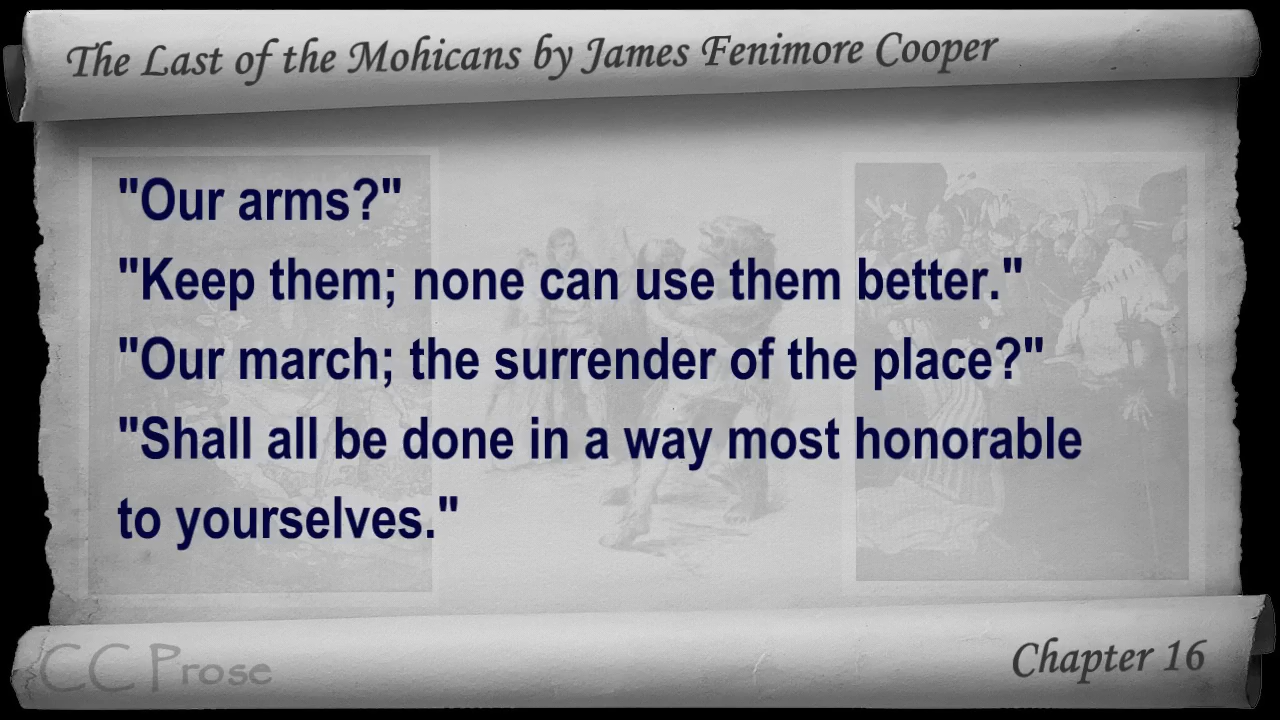 The Last of the Mohicans by James Fenimore Cooper
"Our arms?"
"Keep them; none can use them better."
"Our march; the surrender of the place?"
"Shall all be done in a way most honorable
to yourselves."
CC Prose
Chapter 16